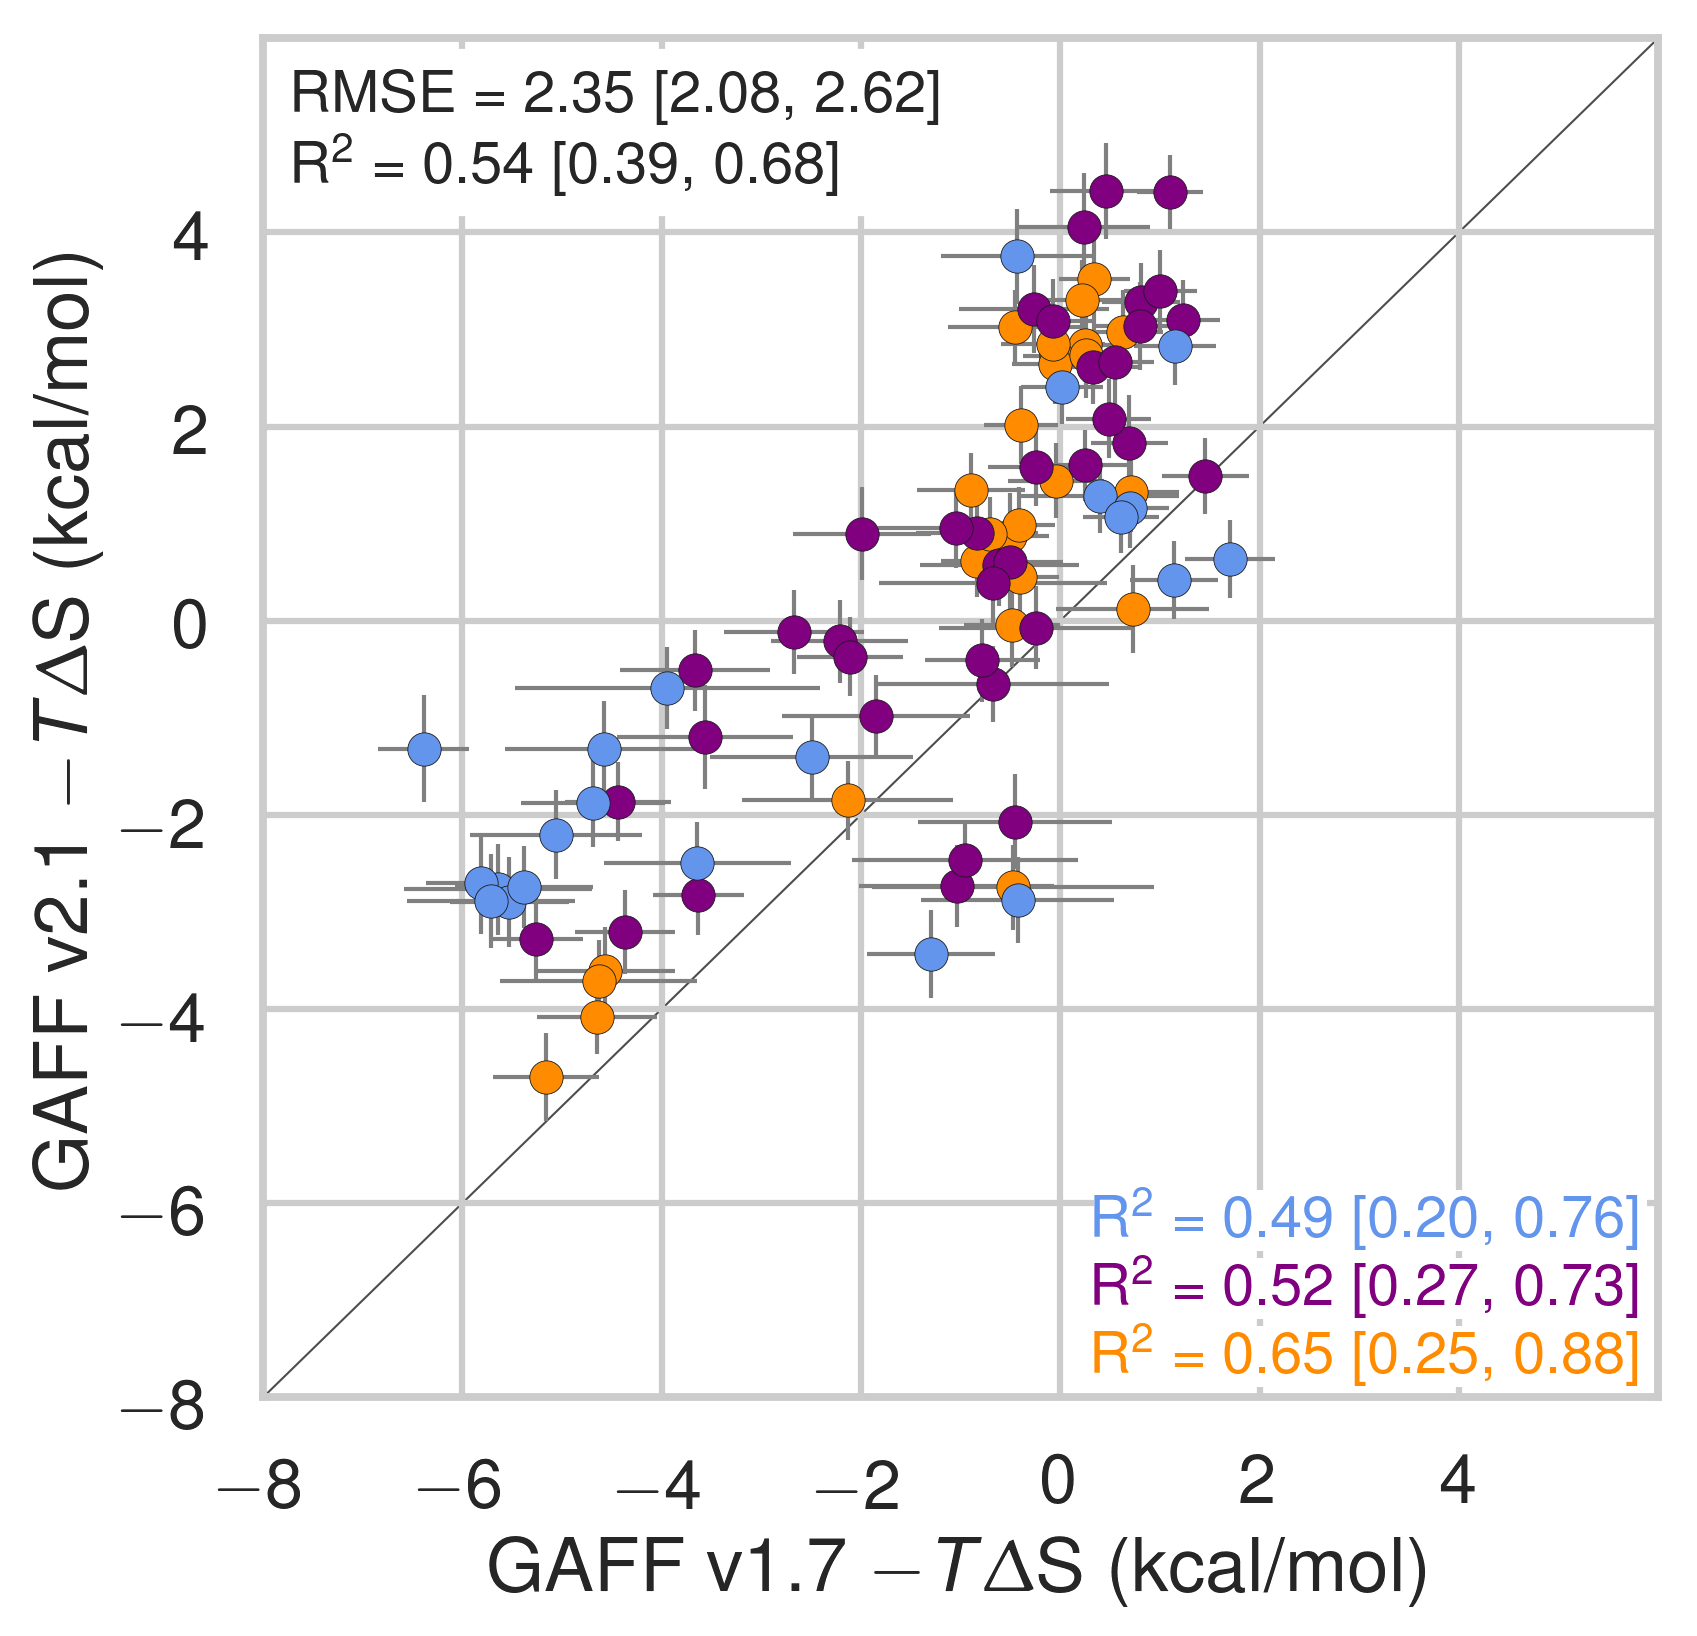 RMSE = 2.35 [2.08, 2.62]
R² = 0.54 [0.39, 0.68]
4
2
0
−2
−4
−6
−8
GAFF v2.1 −TΔS (kcal/mol)
R² = 0.49 [0.20, 0.76]
R² = 0.52 [0.27, 0.73]
R² = 0.65 [0.25, 0.88]
−8 −6 −4 −2 0 2 4
GAFF v1.7 −TΔS (kcal/mol)